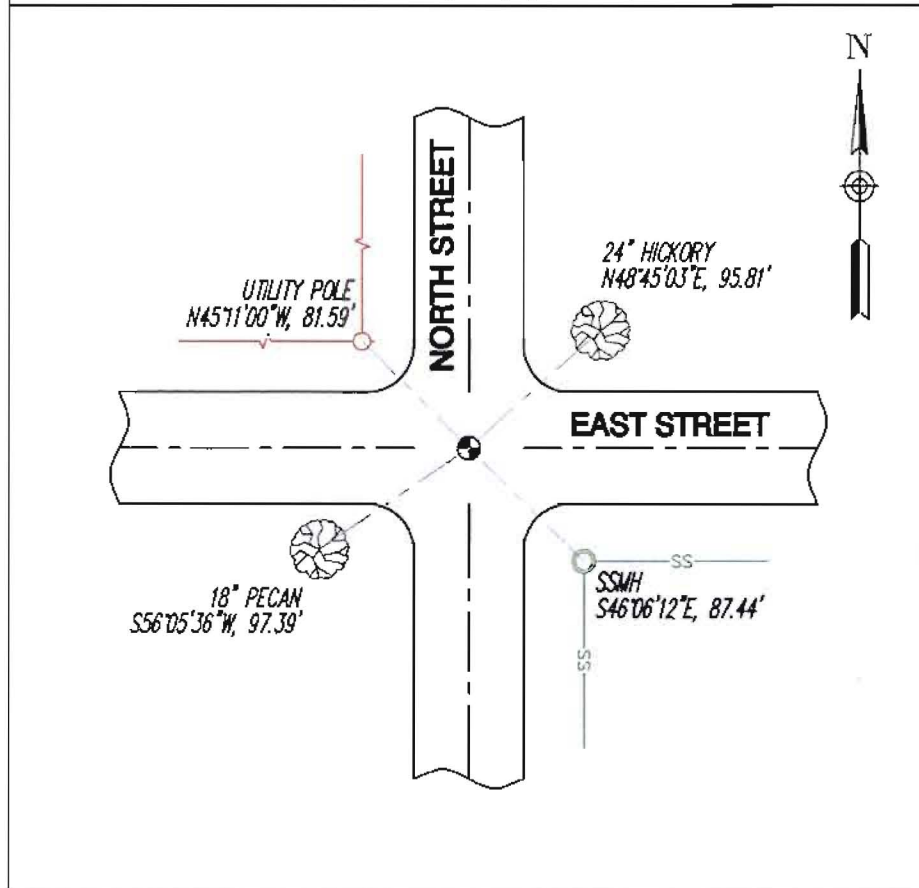 N
NORTH STREET
24" HICKORY
N48°45'03"E, 95.81'
UTILITY POLE
N45°11'00"W, 81.59'
EAST STREET
18" PECAN
S56°05'36"W, 97.39'
SSMH
S46°06'12"E, 87.44'
SS
SS